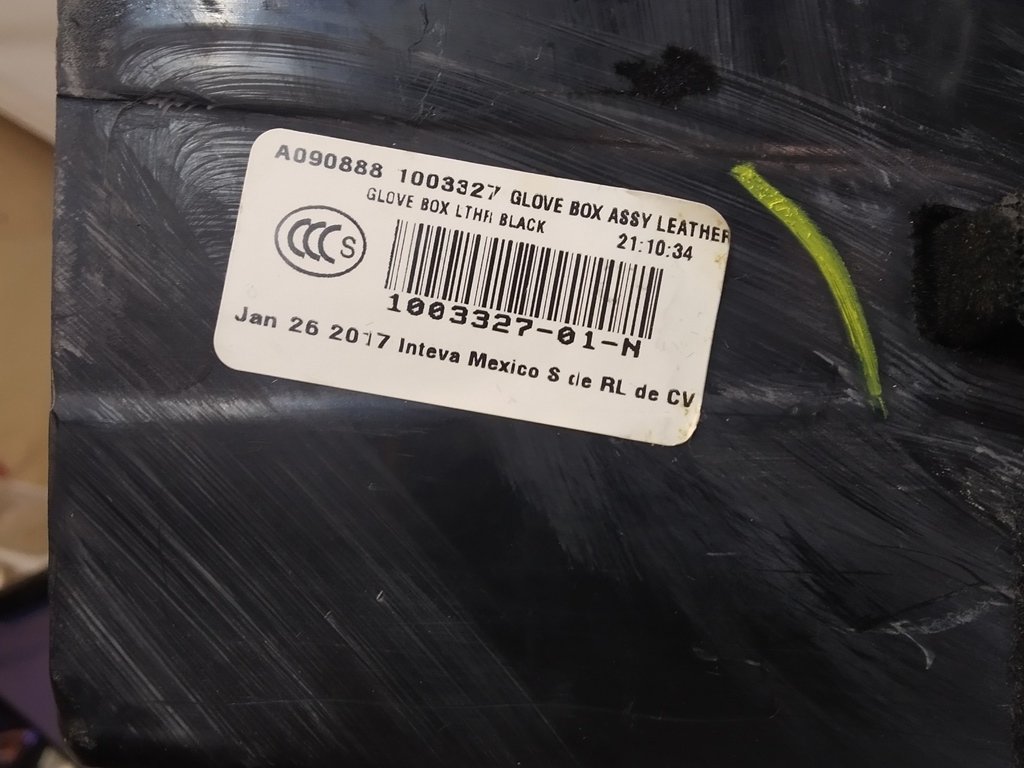 A090888 1003327 GLOVE BOX ASSY LEATHER
GLOVE BOX LTHR BLACK
21:10:34
CCC S
1003327-01-N
Jan 26 2017 Inteva Mexico S de RL de CV